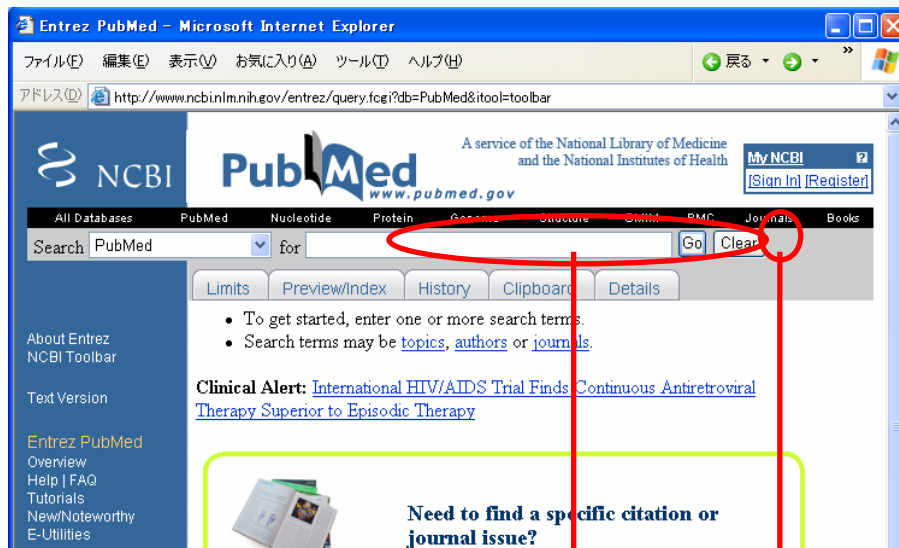 Entrez PubMed - Microsoft Internet Explorer
ファイル(F) 編集(E) 表示(V) お気に入り(A) ツール(T) ヘルプ(H) 戻る »
アドレス(D) http://www.ncbi.nlm.nih.gov/entrez/query.fcgi?db=PubMed&itool=toolbar
NCBI
PubMed
www.pubmed.gov
A service of the National Library of Medicine
and the National Institutes of Health
My NCBI ?
[Sign In] [Register]
All Databases PubMed Nucleotide Protein Genome Structure OMIM PMC Journals Books
Search PubMed for Go Clear
Limits Preview/Index History Clipboard Details
• To get started, enter one or more search terms.
• Search terms may be topics, authors or journals.
Clinical Alert: International HIV/AIDS Trial Finds Continuous Antiretroviral
Therapy Superior to Episodic Therapy
About Entrez
NCBI Toolbar
Text Version
Entrez PubMed
Overview
Help | FAQ
Tutorials
New/Noteworthy
E-Utilities
Need to find a specific citation or
journal issue?